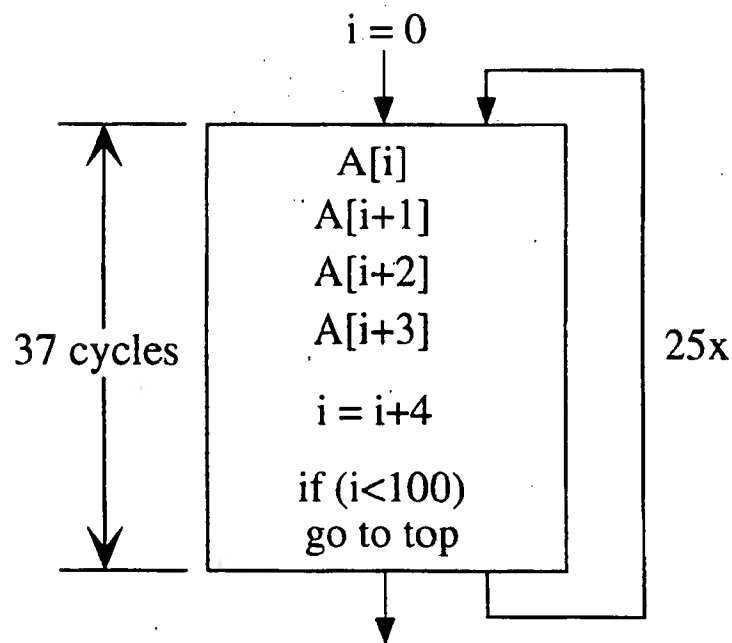 i = 0
A[i]
A[i+1]
A[i+2]
A[i+3]
37 cycles
25x
i = i+4
if (i<100)
go to top